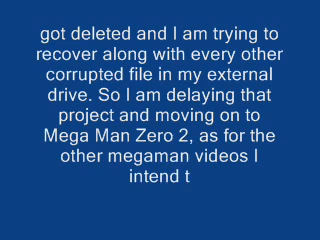 got deleted and I am trying to
recover along with every other
corrupted file in my external
drive. So I am delaying that
project and moving on to
Mega Man Zero 2, as for the
other megaman videos I
intend t